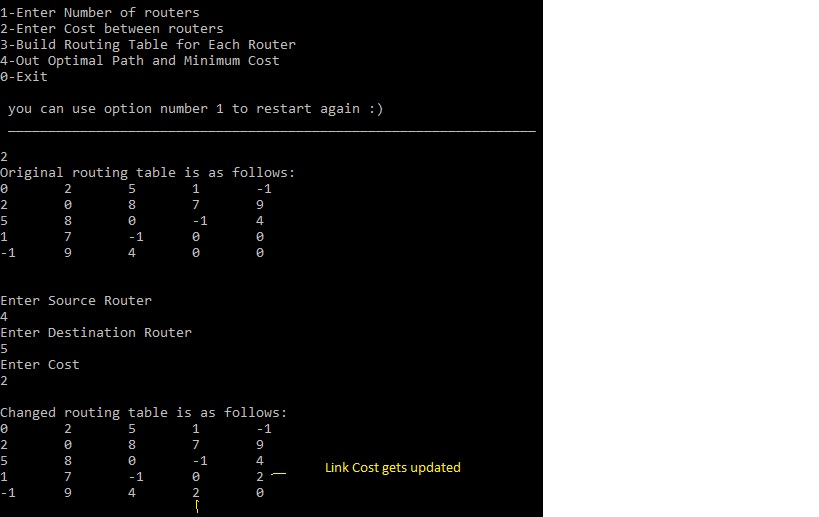 1-Enter Number of routers
2-Enter Cost between routers
3-Build Routing Table for Each Router
4-Out Optimal Path and Minimum Cost
0-Exit
you can use option number 1 to restart again :)
2
Original routing table is as follows:
0 2 5 1 -1
2 0 8 7 9
5 8 0 -1 4
1 7 -1 0 0
-1 9 4 0 0
Enter Source Router
4
Enter Destination Router
5
Enter Cost
2
Changed routing table is as follows:
0 2 5 1 -1
2 0 8 7 9
5 8 0 -1 4
1 7 -1 0 2
-1 9 4 2 0
Link Cost gets updated